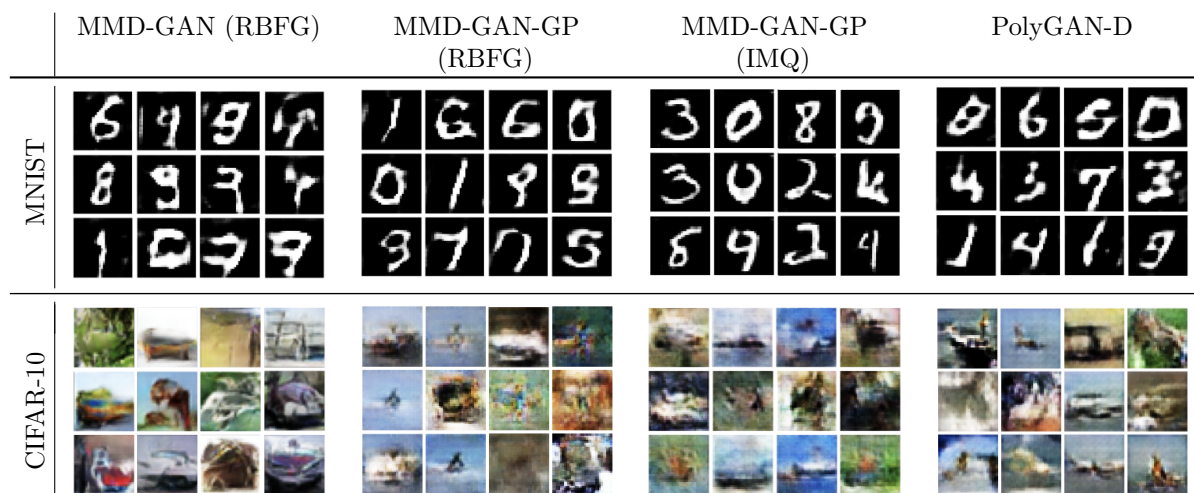 MMD-GAN (RBFG)
MMD-GAN-GP
(RBFG)
MMD-GAN-GP
(IMQ)
PolyGAN-D
MNIST
CIFAR-10